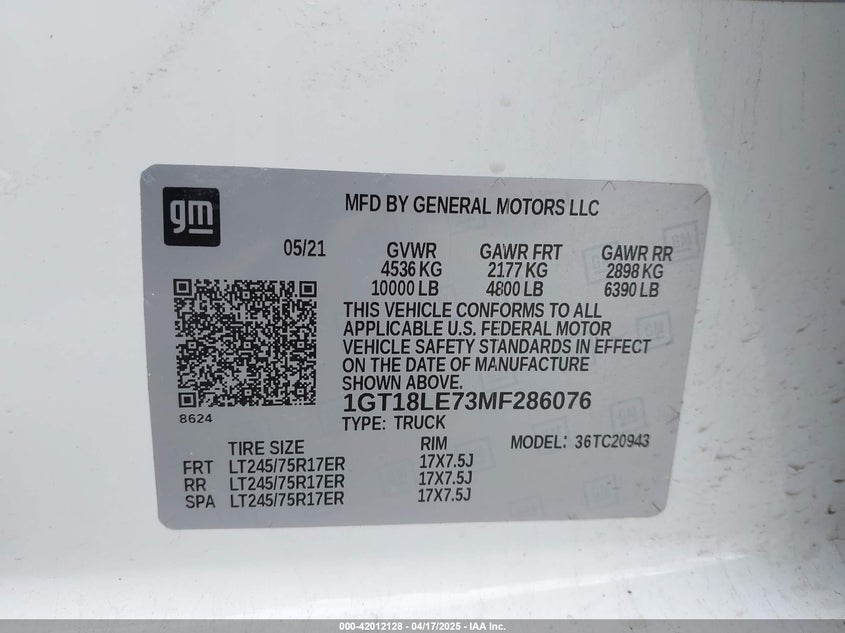 gm
MFD BY GENERAL MOTORS LLC
05/21 GVWR GAWR FRT GAWR RR
4536 KG 2177 KG 2898 KG
10000 LB 4800 LB 6390 LB
THIS VEHICLE CONFORMS TO ALL
APPLICABLE U.S. FEDERAL MOTOR
VEHICLE SAFETY STANDARDS IN EFFECT
ON THE DATE OF MANUFACTURE
SHOWN ABOVE.
8624
1GT18LE73MF286076
TYPE: TRUCK
MODEL: 36TC20943
TIRE SIZE RIM
FRT LT245/75R17ER 17X7.5J
RR LT245/75R17ER 17X7.5J
SPA LT245/75R17ER 17X7.5J
000-42012128 - 04/17/2025 - IAA Inc.